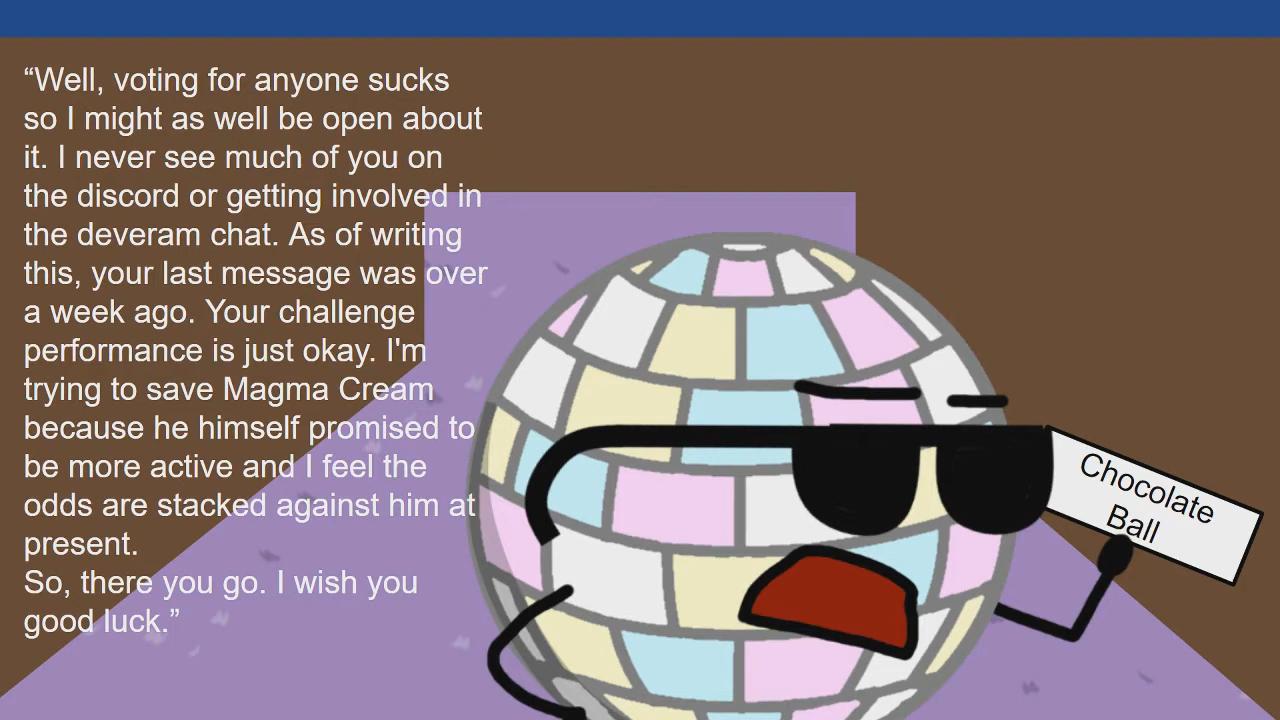 “Well, voting for anyone sucks
so I might as well be open about
it. I never see much of you on
the discord or getting involved in
the deveram chat. As of writing
this, your last message was over
a week ago. Your challenge
performance is just okay. I'm
trying to save Magma Cream
because he himself promised to
be more active and I feel the
odds are stacked against him at
present.
So, there you go. I wish you
good luck.”
Chocolate
Ball